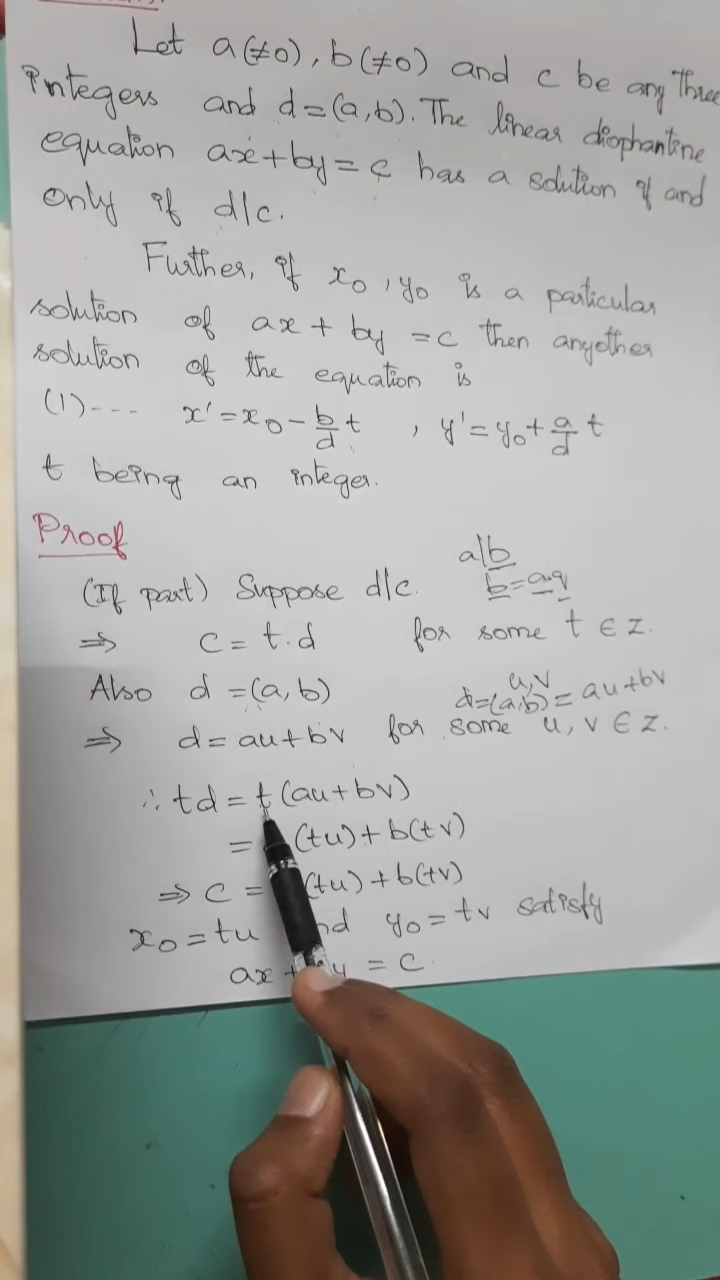 Let a(≠0), b(≠0) and c be any three
integers and d=(a,b). The linear diophantine
equation ax+by=c has a solution if and
only if d/c.
Further, if x₀, y₀ is a particular
solution of ax + by = c then anyother
solution of the equation is
(1)--- x'=x₀-b/d t , y'=y₀+a/d t
t being an integer.
Proof
a|b
b=a.q
(If part) Suppose d/c.
⇒ c = t.d for some t ∈ z.
Also d =(a,b)
u,v
d=(a,b)= au+bv
⇒ d= au+bv for some u, v ∈ z.
∴ td = t(au+bv)
= (tu)+b(tv)
⇒ c = (tu)+b(tv)
x₀=tu y₀=tv satisfy
ax + = c